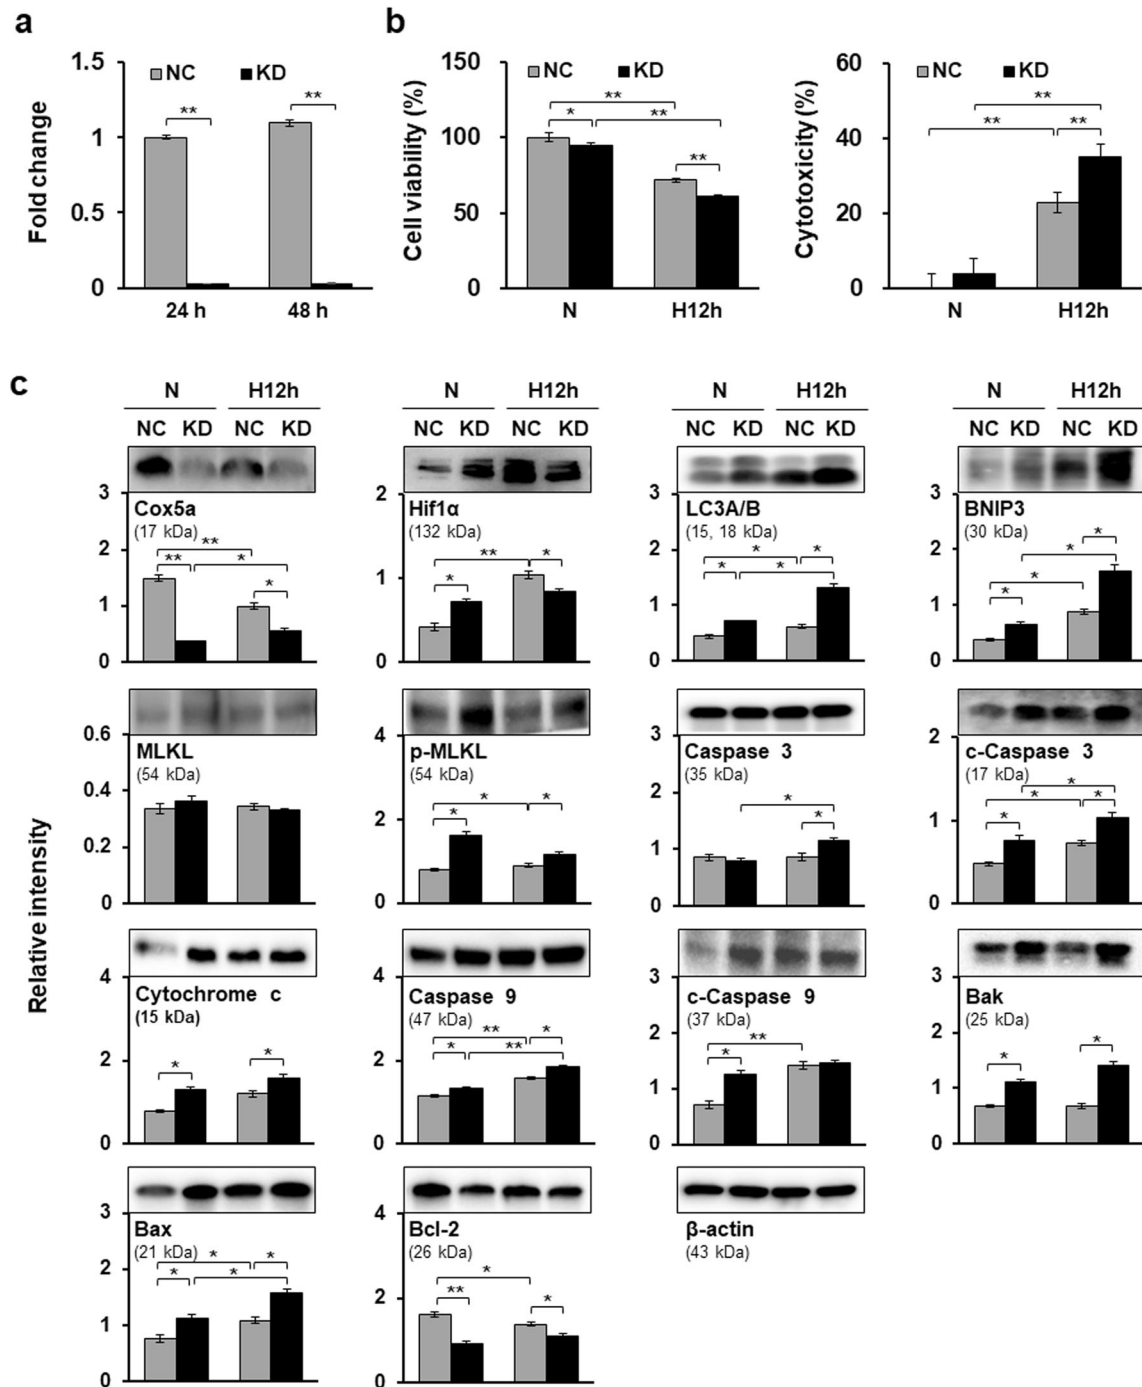 a
Fold change
1.5
1
0.5
0
NC KD
**
**
24 h 48 h
b
Cell viability (%)
150
100
50
0
NC KD
**
* **
**
N H12h
Cytotoxicity (%)
60
40
20
0
NC KD
**
** **
N H12h
c
Relative intensity
N H12h
NC KD NC KD
3
2
1
0
Cox5a
(17 kDa)
**
** *
*
N H12h
NC KD NC KD
2
1
0
Hif1α
(132 kDa)
** *
*
N H12h
NC KD NC KD
3
2
1
0
LC3A/B
(15, 18 kDa)
* *
* *
N H12h
NC KD NC KD
3
2
1
0
BNIP3
(30 kDa)
*
*
*
*
0.6
0.4
0.2
0
MLKL
(54 kDa)
4
2
0
p-MLKL
(54 kDa)
* *
*
3
2
1
0
Caspase 3
(35 kDa)
*
*
2
1
0
c-Caspase 3
(17 kDa)
*
* *
*
4
2
0
Cytochrome c
(15 kDa)
* *
4
2
0
Caspase 9
(47 kDa)
** *
* **
3
2
1
0
c-Caspase 9
(37 kDa)
**
*
3
2
1
0
Bak
(25 kDa)
*
*
3
2
1
0
Bax
(21 kDa)
* *
* *
4
2
0
Bcl-2
(26 kDa)
*
** *
β-actin
(43 kDa)